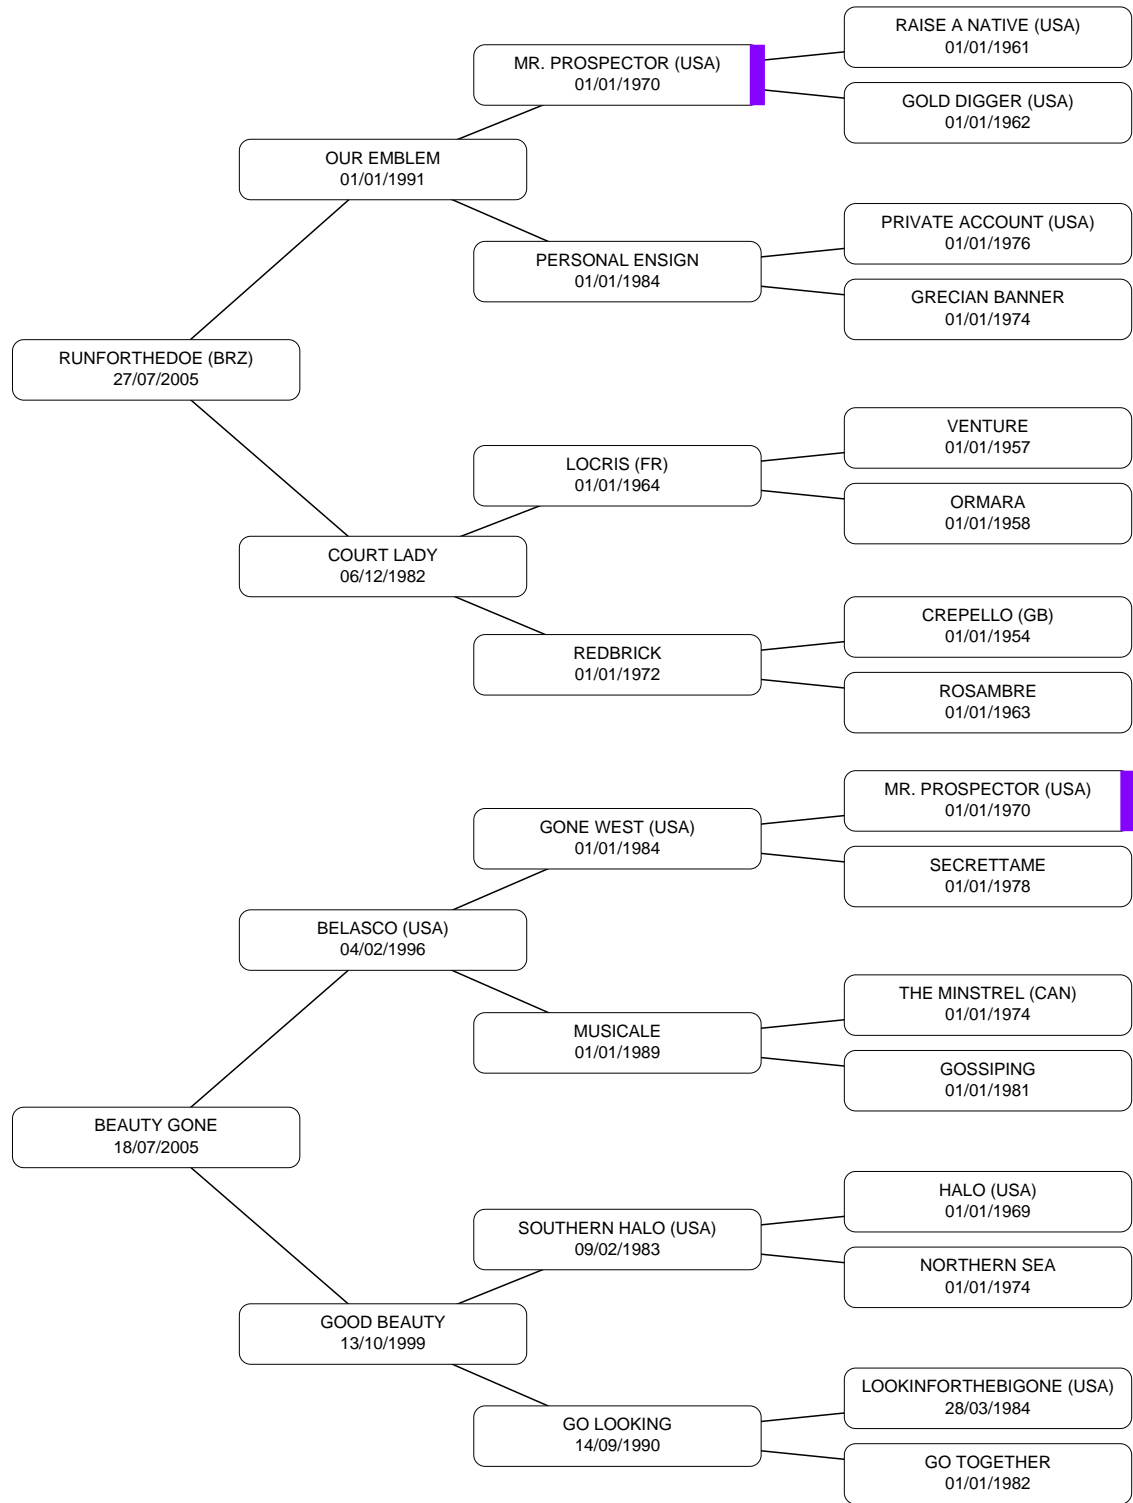 RAISE A NATIVE (USA)
01/01/1961
MR. PROSPECTOR (USA)
01/01/1970
GOLD DIGGER (USA)
01/01/1962
OUR EMBLEM
01/01/1991
PRIVATE ACCOUNT (USA)
01/01/1976
PERSONAL ENSIGN
01/01/1984
GRECIAN BANNER
01/01/1974
RUNFORTHEDOE (BRZ)
27/07/2005
VENTURE
01/01/1957
LOCRIS (FR)
01/01/1964
ORMARA
01/01/1958
COURT LADY
06/12/1982
CREPELLO (GB)
01/01/1954
REDBRICK
01/01/1972
ROSAMBRE
01/01/1963
MR. PROSPECTOR (USA)
01/01/1970
GONE WEST (USA)
01/01/1984
SECRETTAME
01/01/1978
BELASCO (USA)
04/02/1996
THE MINSTREL (CAN)
01/01/1974
MUSICALE
01/01/1989
GOSSIPING
01/01/1981
BEAUTY GONE
18/07/2005
HALO (USA)
01/01/1969
SOUTHERN HALO (USA)
09/02/1983
NORTHERN SEA
01/01/1974
GOOD BEAUTY
13/10/1999
LOOKINFORTHEBIGONE (USA)
28/03/1984
GO LOOKING
14/09/1990
GO TOGETHER
01/01/1982